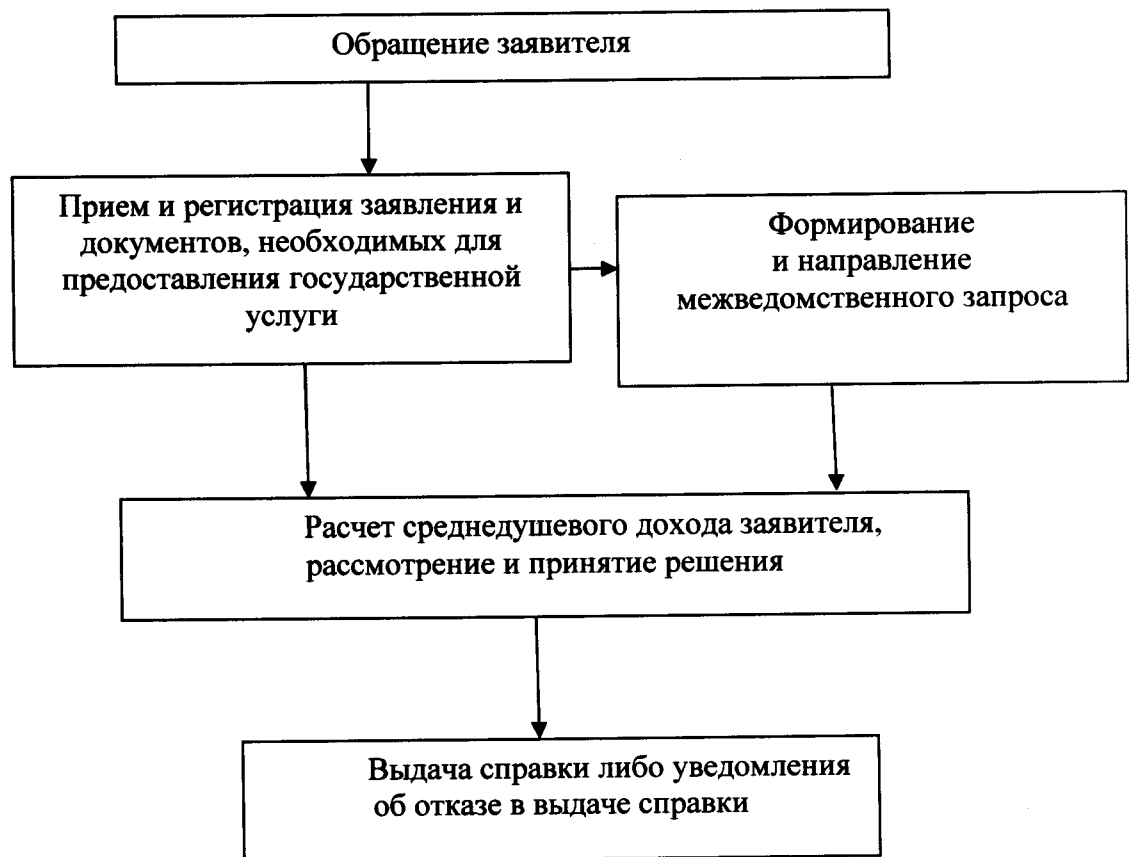 Обращение заявителя
Прием и регистрация заявления и
документов, необходимых для
предоставления государственной
услуги
Формирование
и направление
межведомственного запроса
Расчет среднедушевого дохода заявителя,
рассмотрение и принятие решения
Выдача справки либо уведомления
об отказе в выдаче справки